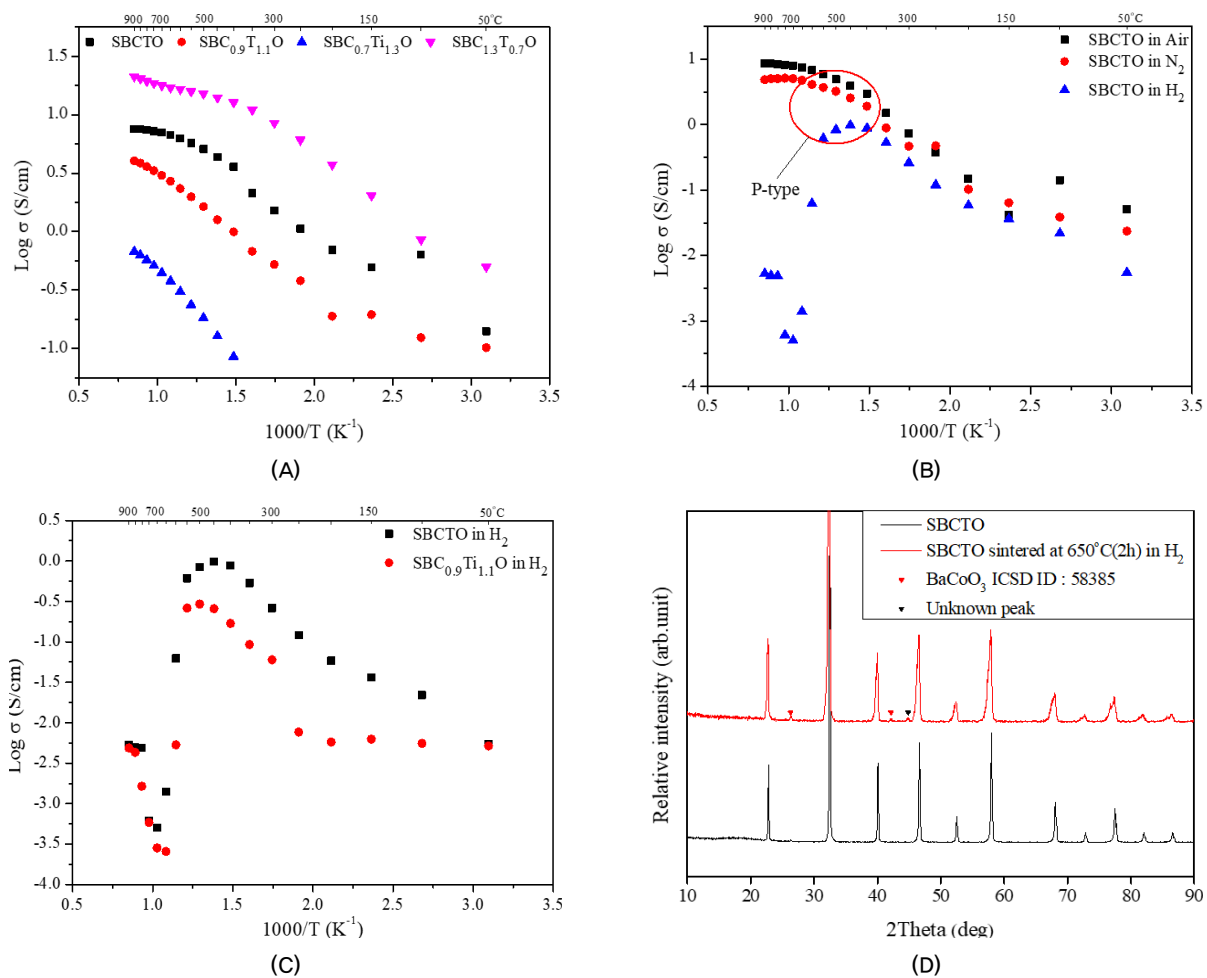 900 700 500 300 150 50°C
SBCTO SBC0.9T1.1O SBC0.7Ti1.3O SBC1.3T0.7O
1.5
1.0
0.5
0.0
-0.5
-1.0
Log σ (S/cm)
0.5 1.0 1.5 2.0 2.5 3.0 3.5
1000/T (K-1)
(A)
900 700 500 300 150 50°C
SBCTO in Air
SBCTO in N2
SBCTO in H2
2
1
0
-1
-2
-3
-4
Log σ (S/cm)
P-type
0.5 1.0 1.5 2.0 2.5 3.0 3.5
1000/T (K-1)
(B)
900 700 500 300 150 50°C
SBCTO in H2
SBC0.9Ti1.1O in H2
0.5
0.0
-0.5
-1.0
-1.5
-2.0
-2.5
-3.0
-3.5
-4.0
Log σ (S/cm)
0.5 1.0 1.5 2.0 2.5 3.0 3.5
1000/T (K-1)
(C)
SBCTO
SBCTO sintered at 650°C(2h) in H2
BaCoO3 ICSD ID : 58385
Unknown peak
Relative intensity (arb.unit)
10 20 30 40 50 60 70 80 90
2Theta (deg)
(D)